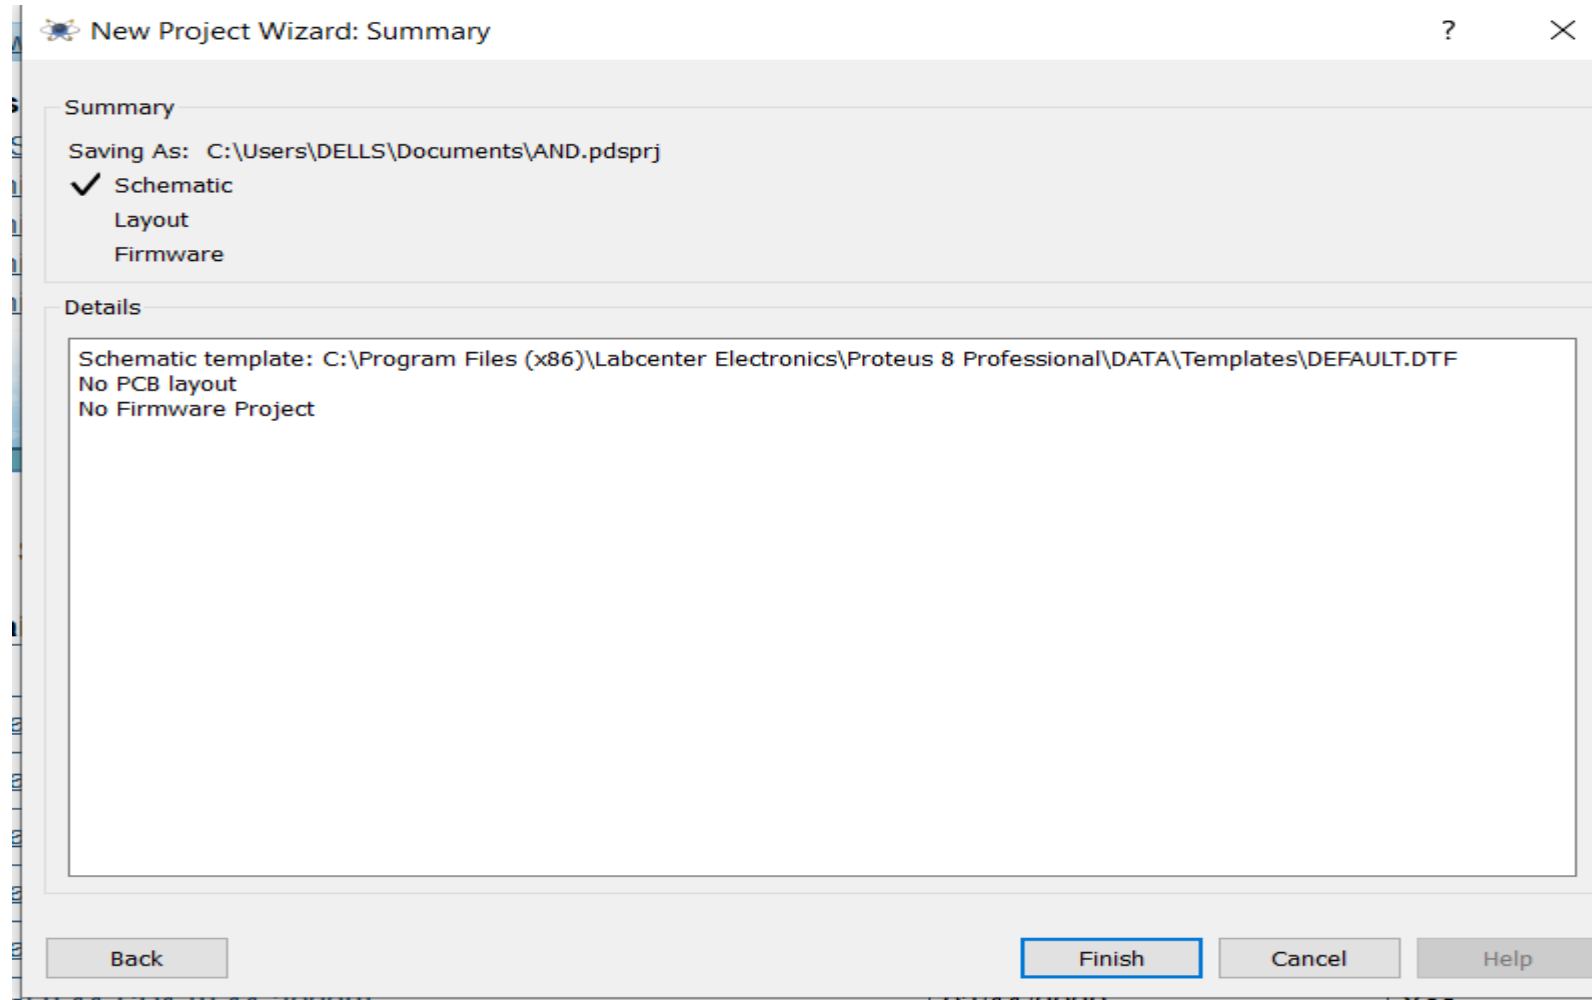 New Project Wizard: Summary
?
Summary
Saving As: C:\Users\DELLS\Documents\AND.pdsprj
Schematic
Layout
Firmware
Details
Schematic template: C:\Program Files (x86)\Labcenter Electronics\Proteus 8 Professional\DATA\Templates\DEFAULT.DTF
No PCB layout
No Firmware Project
Back
Finish
Cancel
Help